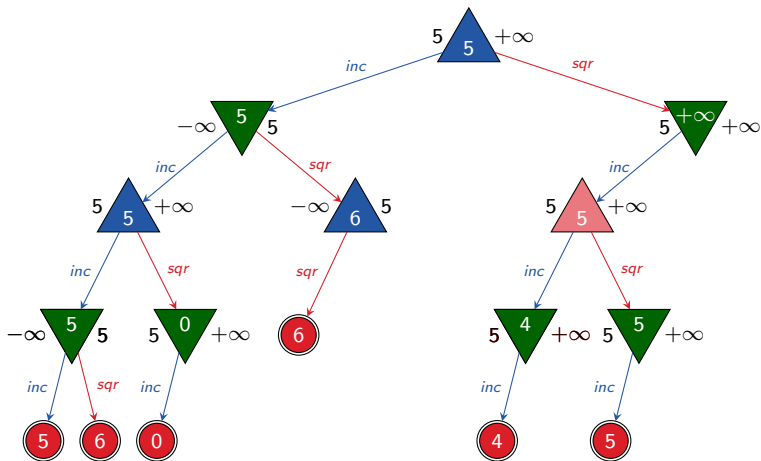 5 5 +∞
inc sqr
−∞ 5 5 5 +∞ +∞
inc sqr inc
5 5 +∞ −∞ 6 5 5 5 +∞
inc sqr sqr inc sqr
−∞ 5 5 5 0 +∞ 6 5 4 +∞ 5 5 +∞
inc sqr inc inc inc
5 6 0 4 5